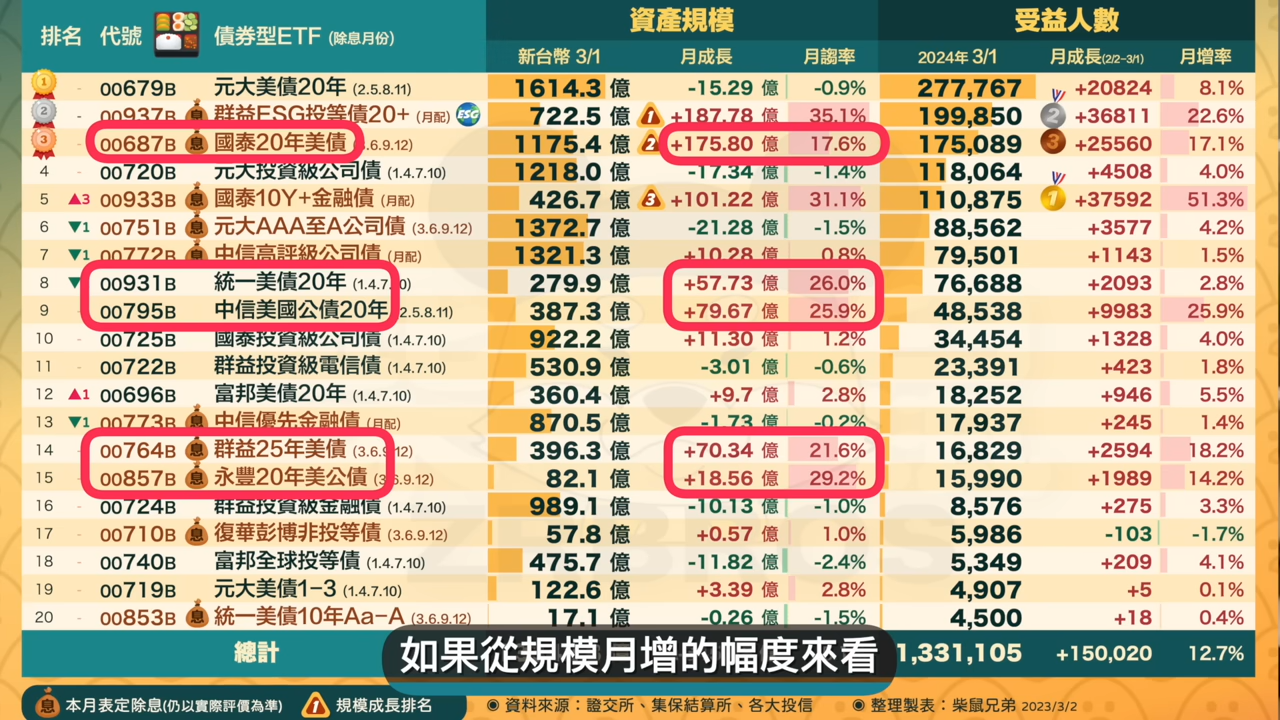 排名 代號 債券型ETF (除息月份) 資產規模 受益人數
新台幣 3/1 月成長 月謅率 2024年 3/1 月成長(2/2-3/1) 月增率
1 - 00679B 元大美債20年 (2.5.8.11) 1614.3 億 -15.29 億 -0.9% 277,767 +20824 8.1%
2 - 00937B 息 群益ESG投等債20+ (月配) ESG 722.5 億 1 +187.78 億 35.1% 199,850 2 +36811 22.6%
3 - 00687B 息 國泰20年美債 (3.6.9.12) 1175.4 億 2 +175.80 億 17.6% 175,089 3 +25560 17.1%
4 - 00720B 元大投資級公司債 (1.4.7.10) 1218.0 億 -17.34 億 -1.4% 118,064 +4508 4.0%
5 ▲3 00933B 息 國泰10Y+金融債 (月配) 426.7 億 3 +101.22 億 31.1% 110,875 1 +37592 51.3%
6 ▼1 00751B 息 元大AAA至A公司債 (3.6.9.12) 1372.7 億 -21.28 億 -1.5% 88,562 +3577 4.2%
7 ▼1 00772B 息 中信高評級公司債 (月配) 1321.3 億 +10.28 億 0.8% 79,501 +1143 1.5%
8 ▼ 00931B 統一美債20年 (1.4.7.10) 279.9 億 +57.73 億 26.0% 76,688 +2093 2.8%
9 - 00795B 中信美國公債20年 (2.5.8.11) 387.3 億 +79.67 億 25.9% 48,538 +9983 25.9%
10 - 00725B 國泰投資級公司債 (1.4.7.10) 922.2 億 +11.30 億 1.2% 34,454 +1328 4.0%
11 - 00722B 群益投資級電信債 (1.4.7.10) 530.9 億 -3.01 億 -0.6% 23,391 +423 1.8%
12 ▲1 00696B 富邦美債20年 (1.4.7.10) 360.4 億 +9.7 億 2.8% 18,252 +946 5.5%
13 ▼1 00773B 息 中信優先金融債 (月配) 870.5 億 -1.73 億 -0.2% 17,937 +245 1.4%
14 - 00764B 息 群益25年美債 (3.6.9.12) 396.3 億 +70.34 億 21.6% 16,829 +2594 18.2%
15 - 00857B 息 永豐20年美公債 (3.6.9.12) 82.1 億 +18.56 億 29.2% 15,990 +1989 14.2%
16 - 00724B 群益投資級金融債 (1.4.7.10) 989.1 億 -10.13 億 -1.0% 8,576 +275 3.3%
17 - 00710B 息 復華彭博非投等債 (3.6.9.12) 57.8 億 +0.57 億 1.0% 5,986 -103 -1.7%
18 - 00740B 富邦全球投等債 (1.4.7.10) 475.7 億 -11.82 億 -2.4% 5,349 +209 4.1%
19 - 00719B 元大美債1-3 (1.4.7.10) 122.6 億 +3.39 億 2.8% 4,907 +5 0.1%
20 - 00853B 息 統一美債10年Aa-A (3.6.9.12) 17.1 億 -0.26 億 -1.5% 4,500 +18 0.4%
總計 1,331,105 +150,020 12.7%
如果從規模月增的幅度來看
息 本月表定除息(仍以實際評價為準) 1 規模成長排名 ◉ 資料來源：證交所、集保結算所、各大投信 ◉ 整理製表：柴鼠兄弟 2023/3/2